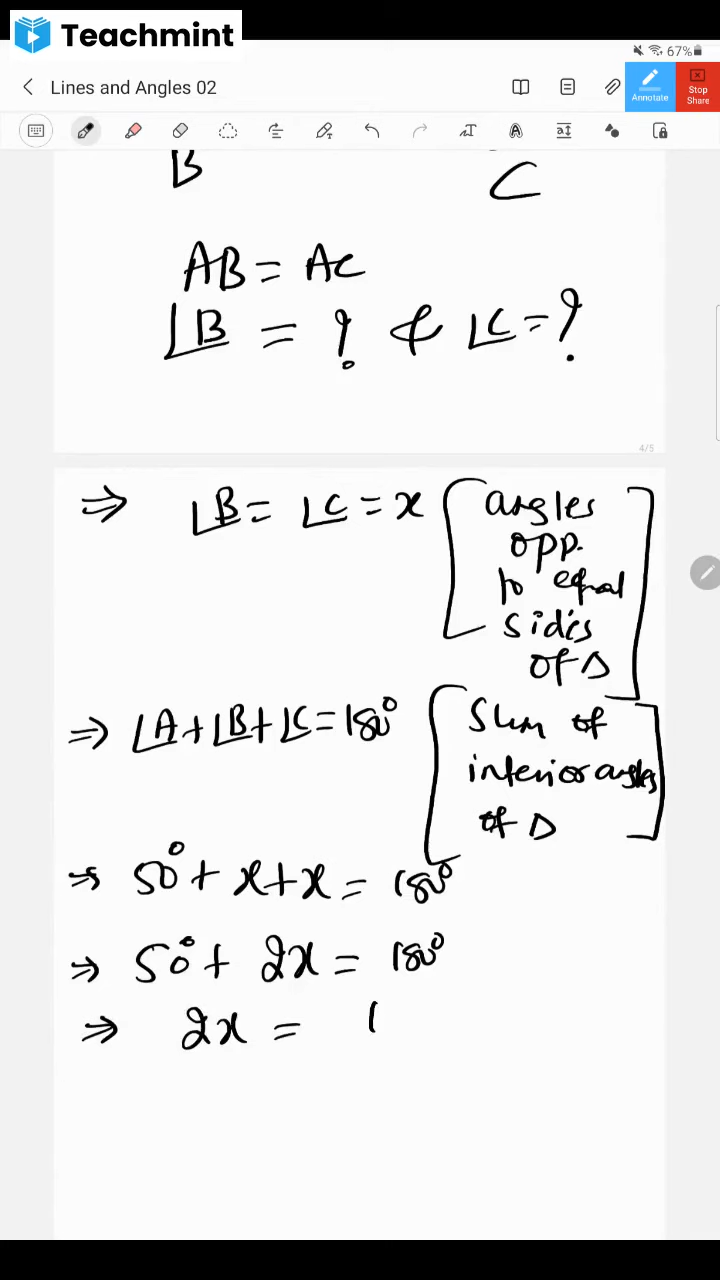 Teachmint
67%
Lines and Angles 02
Annotate
Stop
Share
B
C
AB = AC
∠B = ? & ∠C = ?
4/5
⇒ ∠B = ∠C = x [angles
opp.
to equal
sides
of Δ]
⇒ ∠A + ∠B + ∠C = 180° [Sum of
interior angles
of Δ]
⇒ 50° + x + x = 180°
⇒ 50° + 2x = 180°
⇒ 2x = 1